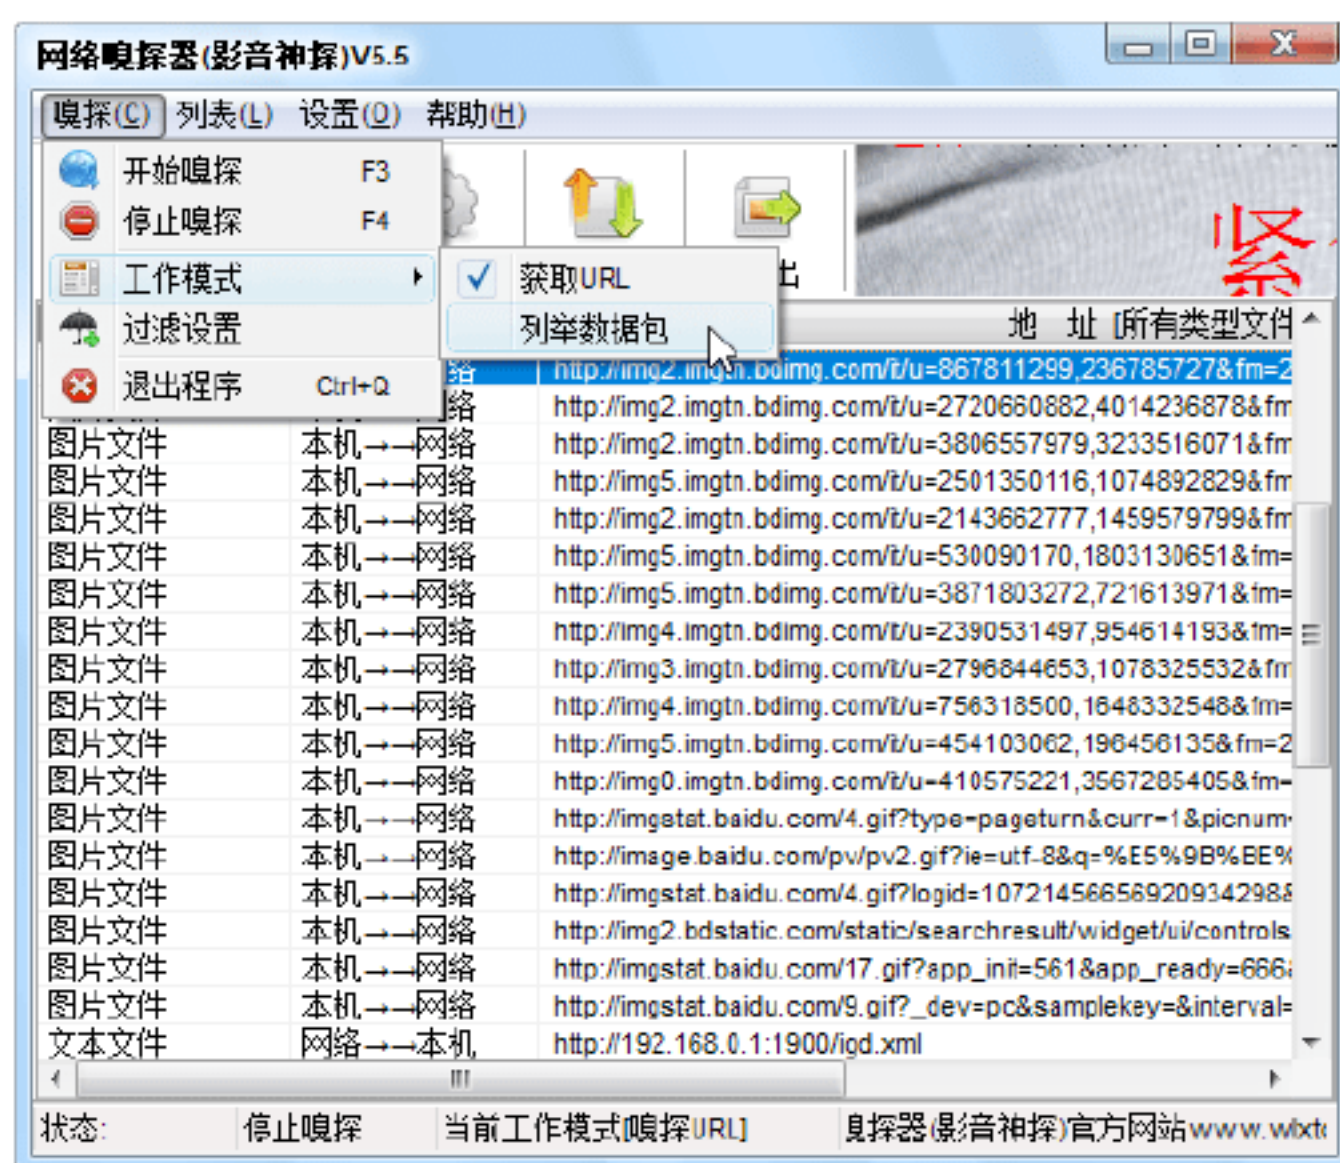 网络嗅探器(影音神探)V5.5
嗅探(C) 列表(L) 设置(O) 帮助(H)
开始嗅探 F3
停止嗅探 F4
工作模式
过滤设置
退出程序 Ctrl+Q
获取URL
列举数据包
出
紧
地 址 [所有类型文件
络 http://img2.imgtn.bdimg.com/it/u=867811299,236785727&fm=2
络 http://img2.imgtn.bdimg.com/it/u=2720660882,4014236878&fm
图片文件 本机→→网络 http://img2.imgtn.bdimg.com/it/u=3806557979,3233516071&fm
图片文件 本机→→网络 http://img5.imgtn.bdimg.com/it/u=2501350116,1074892829&fm
图片文件 本机→→网络 http://img2.imgtn.bdimg.com/it/u=2143662777,1459579799&fm
图片文件 本机→→网络 http://img5.imgtn.bdimg.com/it/u=530090170,1803130651&fm=
图片文件 本机→→网络 http://img5.imgtn.bdimg.com/it/u=3871803272,721613971&fm=
图片文件 本机→→网络 http://img4.imgtn.bdimg.com/it/u=2390531497,954614193&fm=
图片文件 本机→→网络 http://img3.imgtn.bdimg.com/it/u=2796844653,1078325532&fm
图片文件 本机→→网络 http://img4.imgtn.bdimg.com/it/u=756318500,1648332548&fm=
图片文件 本机→→网络 http://img5.imgtn.bdimg.com/it/u=454103062,196456135&fm=2
图片文件 本机→→网络 http://img0.imgtn.bdimg.com/it/u=410575221,3567285405&fm=
图片文件 本机→→网络 http://imgstat.baidu.com/4.gif?type=pageturn&curr=1&picnum
图片文件 本机→→网络 http://image.baidu.com/pv/pv2.gif?ie=utf-8&q=%E5%9B%BE%
图片文件 本机→→网络 http://imgstat.baidu.com/4.gif?logid=10721456656920934298&
图片文件 本机→→网络 http://img2.bdstatic.com/static/searchresult/widget/ui/controls
图片文件 本机→→网络 http://imgstat.baidu.com/17.gif?app_init=561&app_ready=666
图片文件 本机→→网络 http://imgstat.baidu.com/9.gif?_dev=pc&samplekey=&interval=
文本文件 网络→→本机 http://192.168.0.1:1900/igd.xml
状态: 停止嗅探 当前工作模式[嗅探URL] 嗅探器(影音神探)官方网站www.wlxt